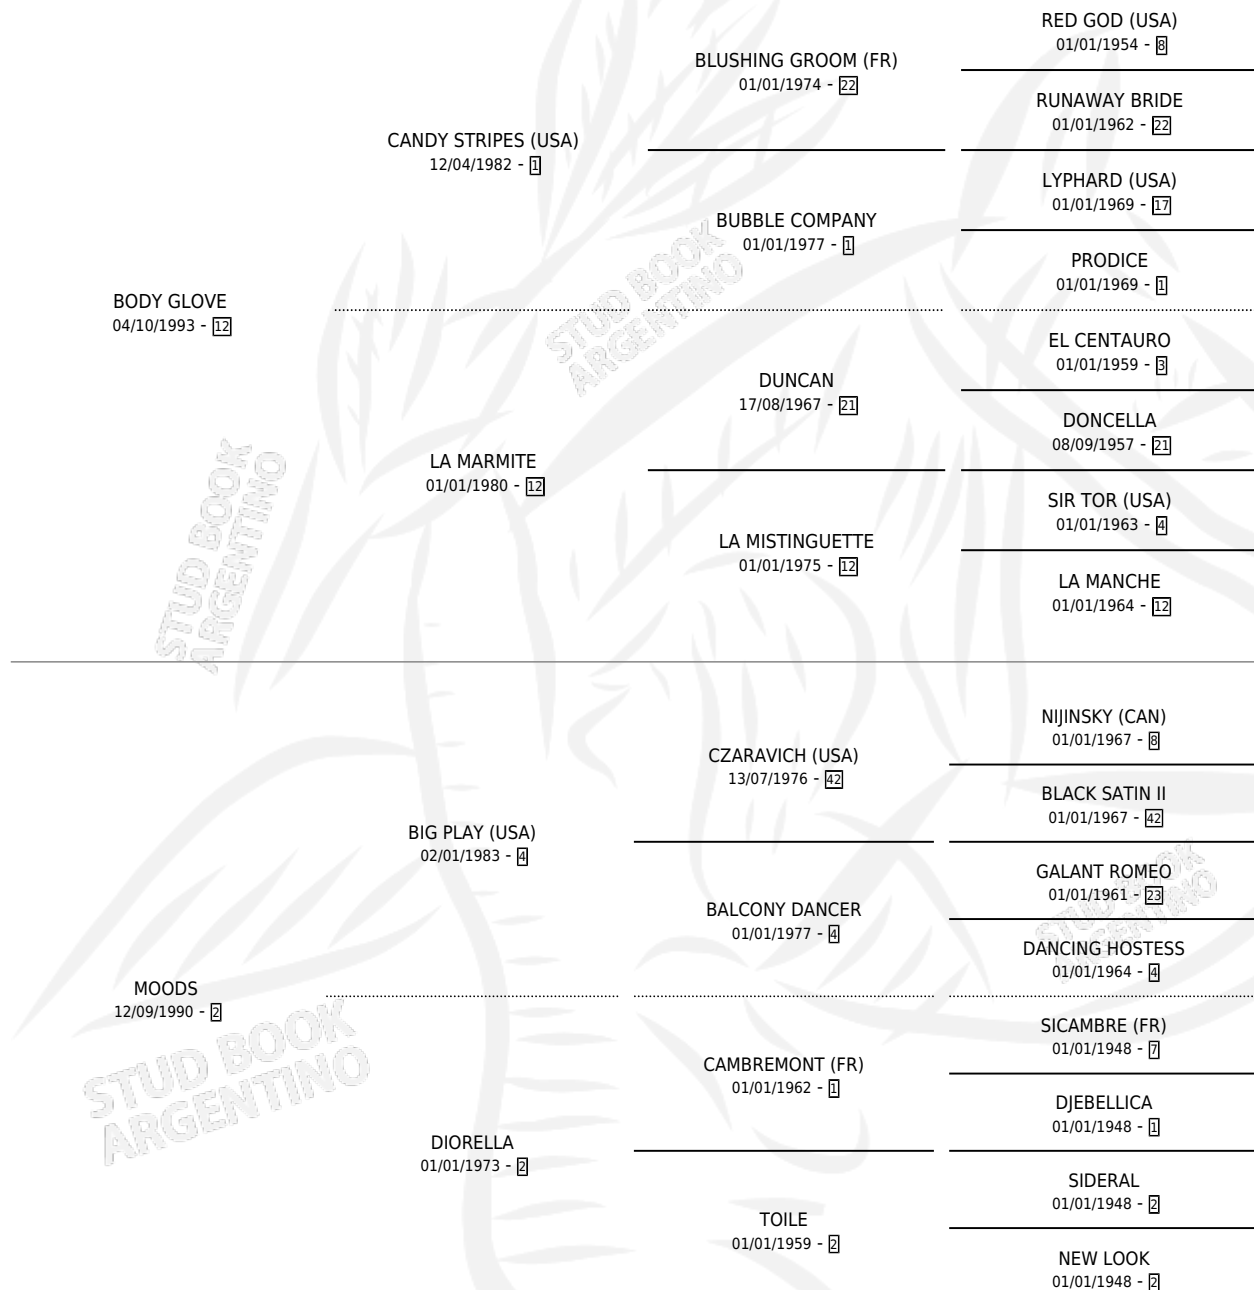 RED GOD (USA)
01/01/1954 - 8
BLUSHING GROOM (FR)
01/01/1974 - 22
RUNAWAY BRIDE
01/01/1962 - 22
CANDY STRIPES (USA)
12/04/1982 - 1
LYPHARD (USA)
01/01/1969 - 17
BUBBLE COMPANY
01/01/1977 - 1
PRODICE
01/01/1969 - 1
BODY GLOVE
04/10/1993 - 12
STUD BOOK
ARGENTINO
EL CENTAURO
01/01/1959 - 3
DUNCAN
17/08/1967 - 21
DONCELLA
08/09/1957 - 21
LA MARMITE
01/01/1980 - 12
SIR TOR (USA)
01/01/1963 - 4
LA MISTINGUETTE
01/01/1975 - 12
LA MANCHE
01/01/1964 - 12
STUD BOOK
ARGENTINO
NIJINSKY (CAN)
01/01/1967 - 8
CZARAVICH (USA)
13/07/1976 - 42
BLACK SATIN II
01/01/1967 - 42
BIG PLAY (USA)
02/01/1983 - 4
GALANT ROMEO
01/01/1961 - 23
BALCONY DANCER
01/01/1977 - 4
STUD BOOK
ARGENTINO
DANCING HOSTESS
01/01/1964 - 4
MOODS
12/09/1990 - 2
SICAMBRE (FR)
01/01/1948 - 7
CAMBREMONT (FR)
01/01/1962 - 1
STUD BOOK
ARGENTINO
DJEBELLICA
01/01/1948 - 1
DIORELLA
01/01/1973 - 2
SIDERAL
01/01/1948 - 2
TOILE
01/01/1959 - 2
NEW LOOK
01/01/1948 - 2